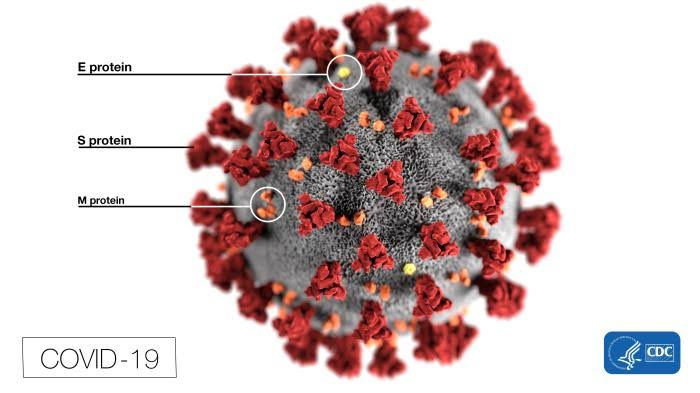 E protein
S protein
M protein
COVID-19
CDC